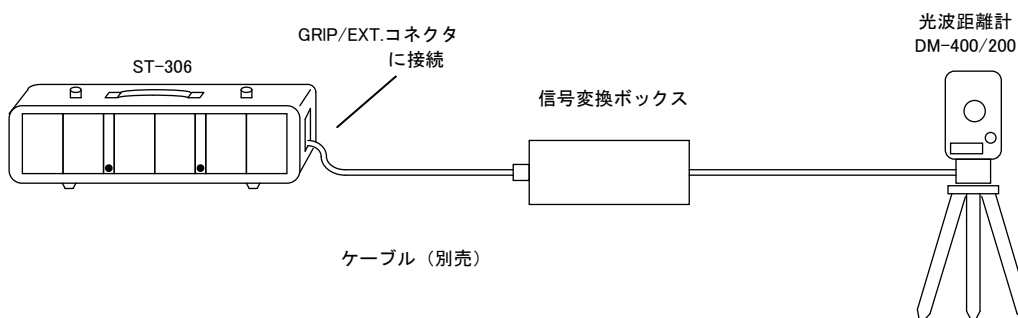 光波距離計
DM-400/200
GRIP/EXT.コネクタ
に接続
ST-306
信号変換ボックス
ケーブル（別売）